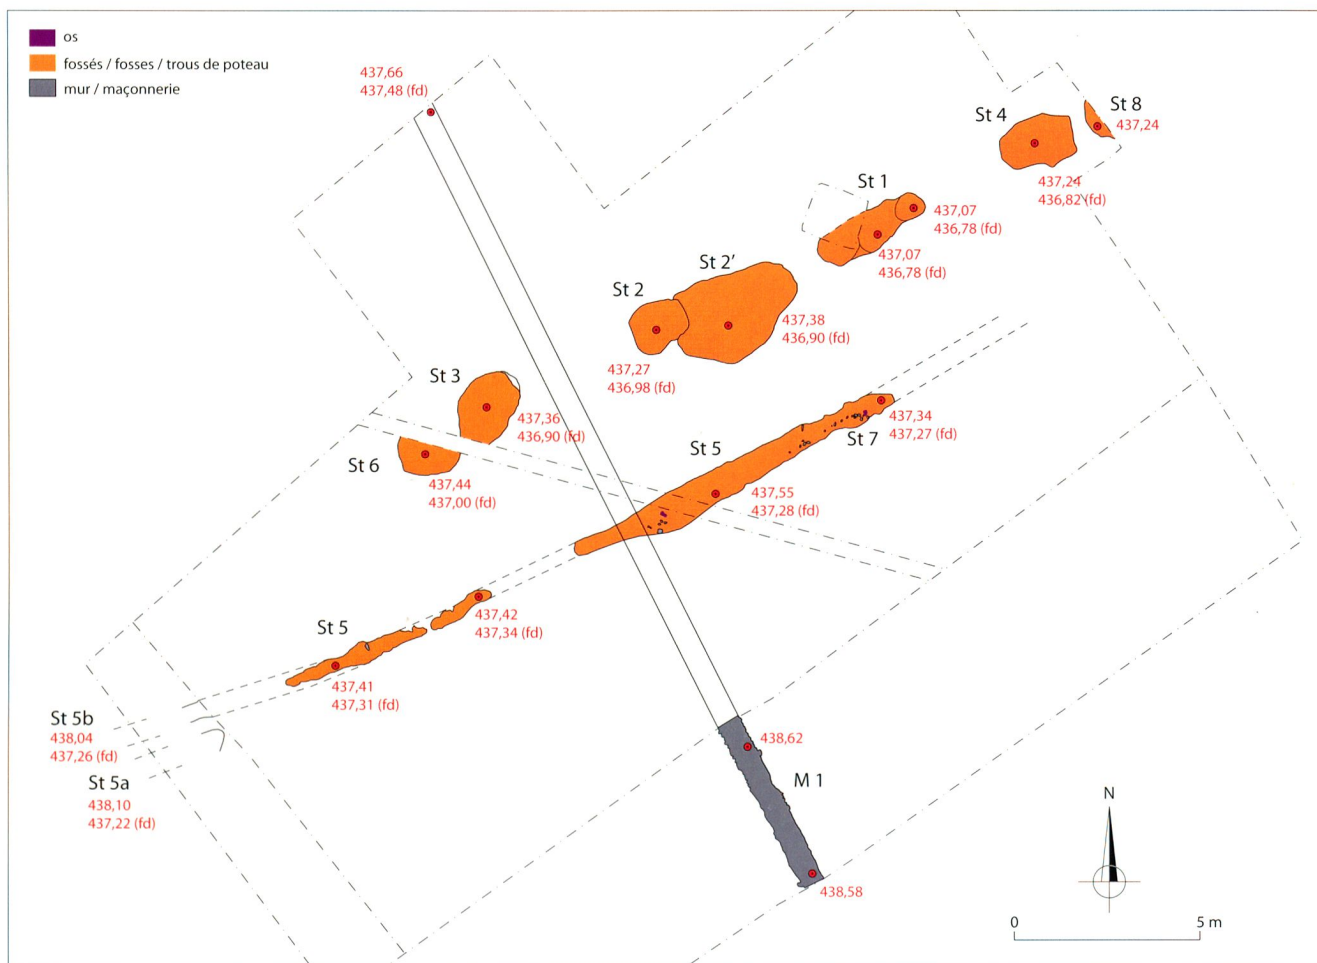 os
fossés / fosses / trous de poteau
mur / maçonnerie
437,66
437,48 (fd)
St 4
St 8
437,24
437,24
436,82 (fd)
St 1
437,07
436,78 (fd)
437,07
436,78 (fd)
St 2'
St 2
437,38
436,90 (fd)
437,27
436,98 (fd)
St 3
437,36
436,90 (fd)
St 6
437,44
437,00 (fd)
437,34
437,27 (fd)
St 7
St 5
437,55
437,28 (fd)
437,42
437,34 (fd)
St 5
437,41
437,31 (fd)
St 5b
438,04
437,26 (fd)
St 5a
438,10
437,22 (fd)
438,62
M 1
438,58
N
0
5 m